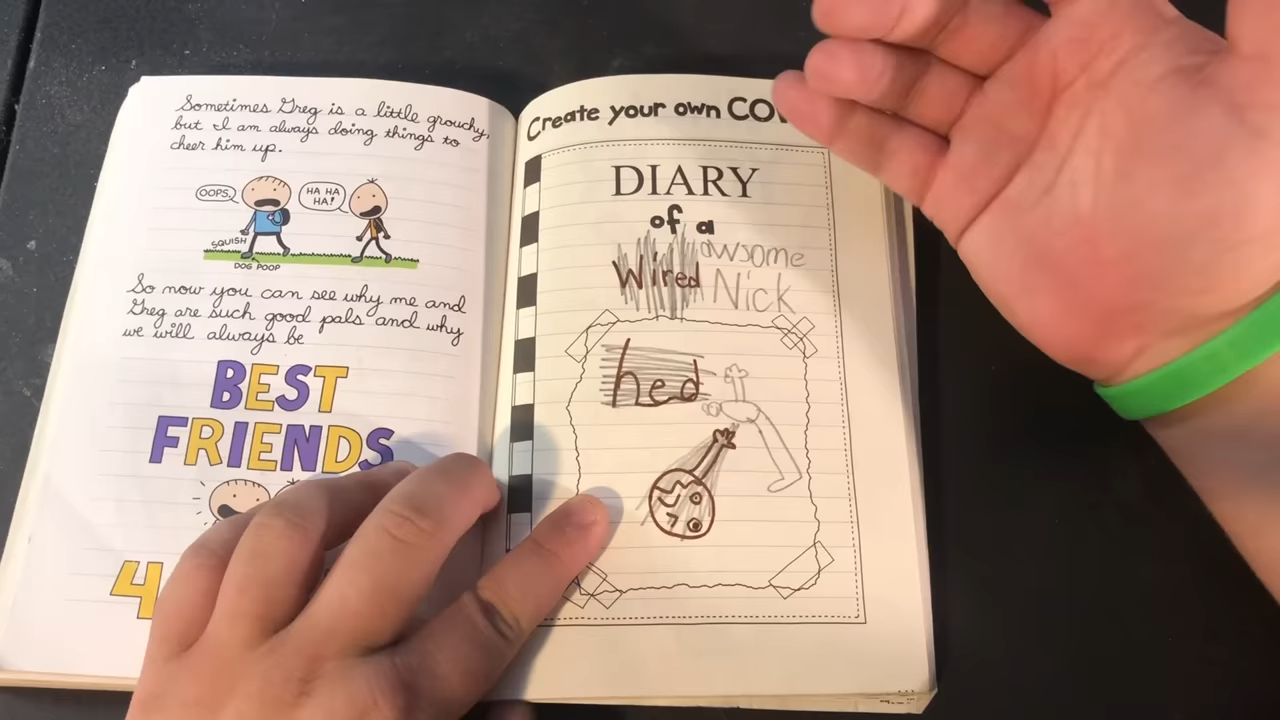 Sometimes Greg is a little grouchy,
but I am always doing things to
cheer him up.
OOPS.
HA HA
HA!
SQUISH
DOG POOP
So now you can see why me and
Greg are such good pals and why
we will always be
BEST
FRIENDS
4
Create your own
DIARY
of a
awsome
Wired Nick
hed